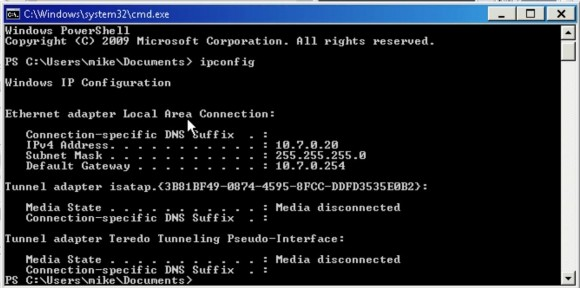 C:\Windows\system32\cmd.exe
Windows PowerShell
Copyright (C) 2009 Microsoft Corporation. All rights reserved.
PS C:\Users\mike\Documents> ipconfig
Windows IP Configuration
Ethernet adapter Local Area Connection:
Connection-specific DNS Suffix . :
IPv4 Address. . . . . . . . . . . : 10.7.0.20
Subnet Mask . . . . . . . . . . . : 255.255.255.0
Default Gateway . . . . . . . . . : 10.7.0.254
Tunnel adapter isatap.{3B81BF49-0874-4595-8FCC-DDFD3535E0B2}:
Media State . . . . . . . . . . . : Media disconnected
Connection-specific DNS Suffix . :
Tunnel adapter Teredo Tunneling Pseudo-Interface:
Media State . . . . . . . . . . . : Media disconnected
Connection-specific DNS Suffix . :
PS C:\Users\mike\Documents>